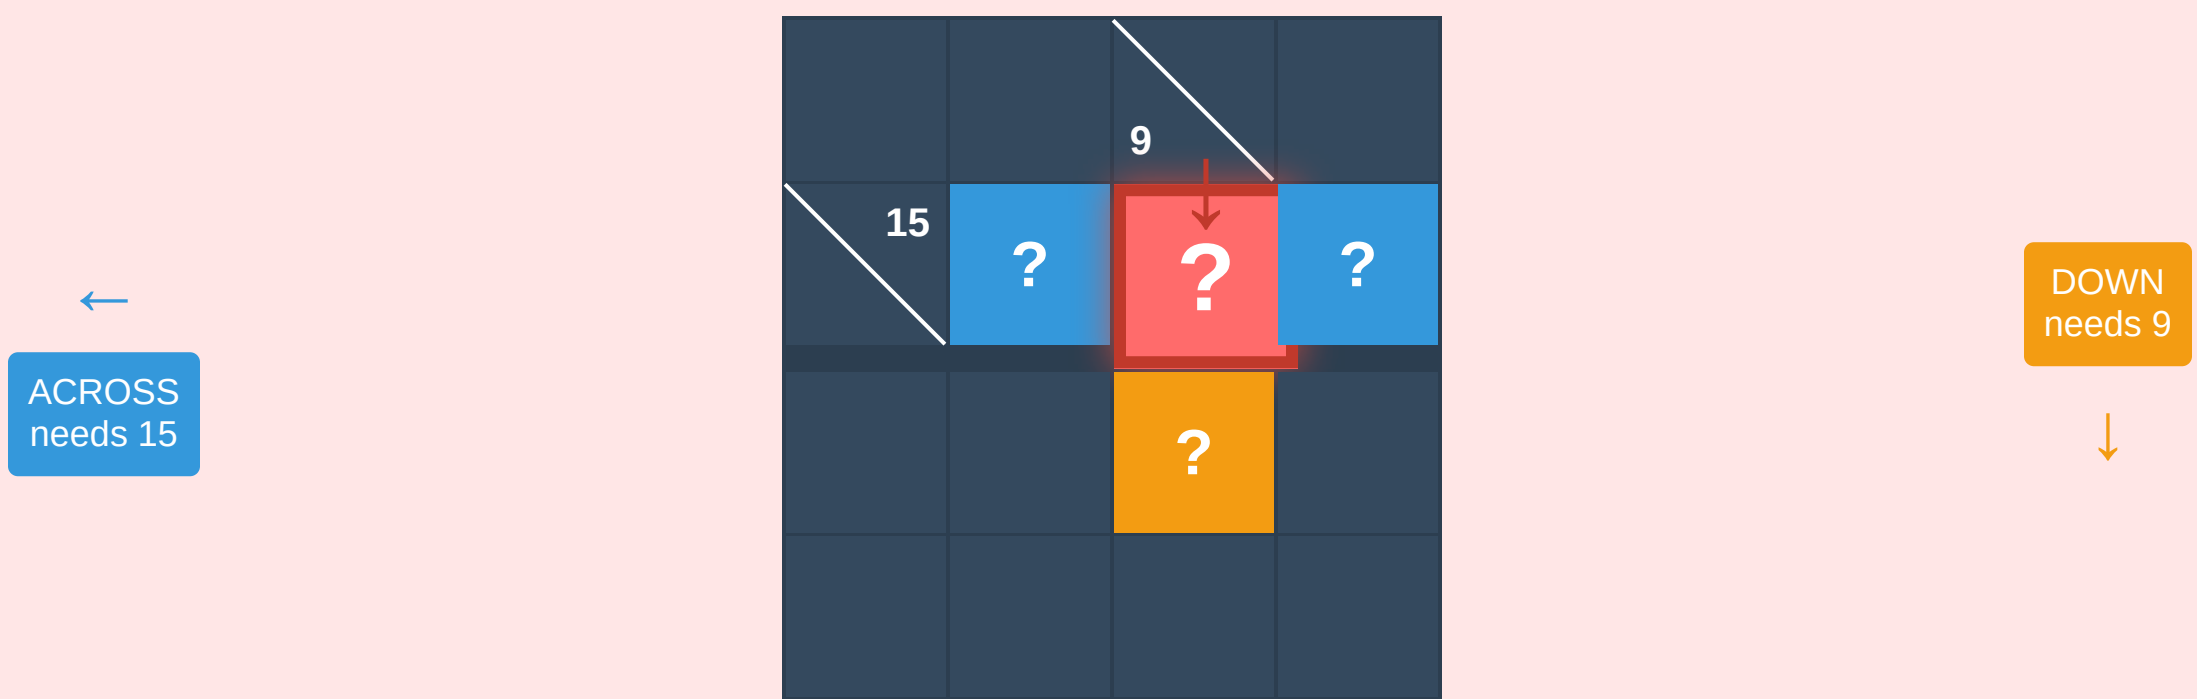 9
15
? ? ?
?
←
ACROSS
needs 15
DOWN
needs 9
↓